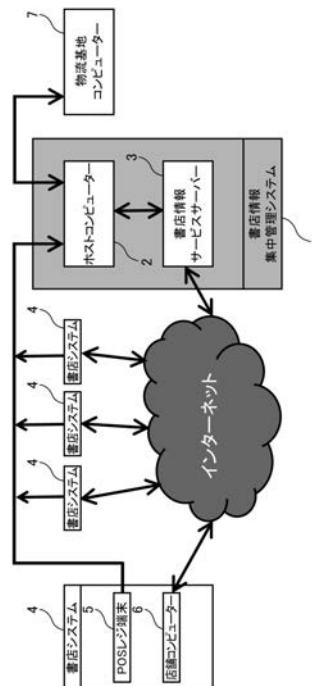 4
書店システム
5
POSレジ端末
6
店舗コンピューター
4
書店システム
4
書店システム
4
書店システム
インターネット
ホストコンピューター
2
3
書店情報
サービスサーバー
書店情報
集中管理システム
7
物流基地
コンピューター